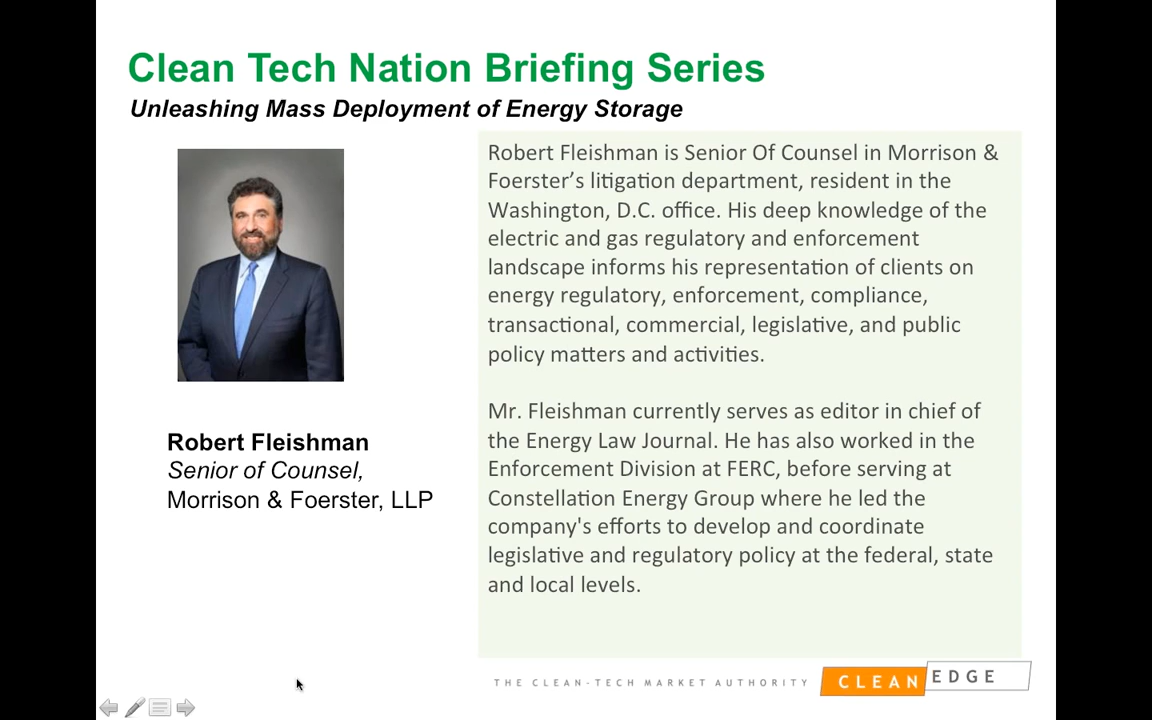 Clean Tech Nation Briefing Series
Unleashing Mass Deployment of Energy Storage
Robert Fleishman
Senior of Counsel,
Morrison & Foerster, LLP
Robert Fleishman is Senior Of Counsel in Morrison &
Foerster’s litigation department, resident in the
Washington, D.C. office. His deep knowledge of the
electric and gas regulatory and enforcement
landscape informs his representation of clients on
energy regulatory, enforcement, compliance,
transactional, commercial, legislative, and public
policy matters and activities.
Mr. Fleishman currently serves as editor in chief of
the Energy Law Journal. He has also worked in the
Enforcement Division at FERC, before serving at
Constellation Energy Group where he led the
company's efforts to develop and coordinate
legislative and regulatory policy at the federal, state
and local levels.
THE CLEAN-TECH MARKET AUTHORITY
CLEAN EDGE